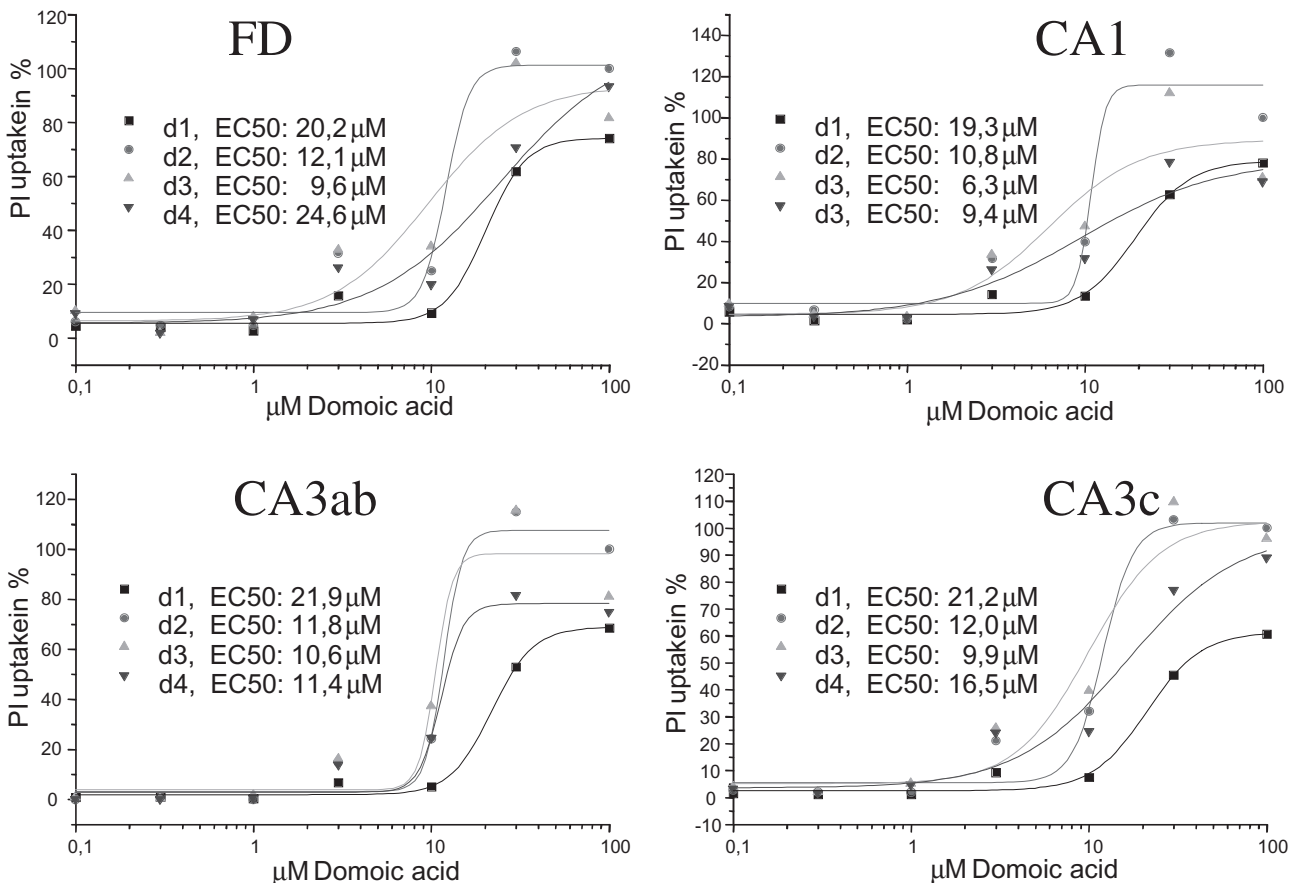 FD
PI uptakein %
120
100
80
60
40
20
0
d1, EC50: 20,2 µM
d2, EC50: 12,1 µM
d3, EC50: 9,6 µM
d4, EC50: 24,6 µM
0,1 1 10 100
µM Domoic acid
CA1
PI uptake in %
140
120
100
80
60
40
20
0
-20
d1, EC50: 19,3 µM
d2, EC50: 10,8 µM
d3, EC50: 6,3 µM
d3, EC50: 9,4 µM
0,1 1 10 100
µM Domoic acid
CA3ab
PI uptakein %
120
100
80
60
40
20
0
d1, EC50: 21,9 µM
d2, EC50: 11,8 µM
d3, EC50: 10,6 µM
d4, EC50: 11,4 µM
0,1 1 10 100
µM Domoic acid
CA3c
PI uptakein %
120
110
100
90
80
70
60
50
40
30
20
10
0
-10
d1, EC50: 21,2 µM
d2, EC50: 12,0 µM
d3, EC50: 9,9 µM
d4, EC50: 16,5 µM
0,1 1 10 100
µM Domoic acid